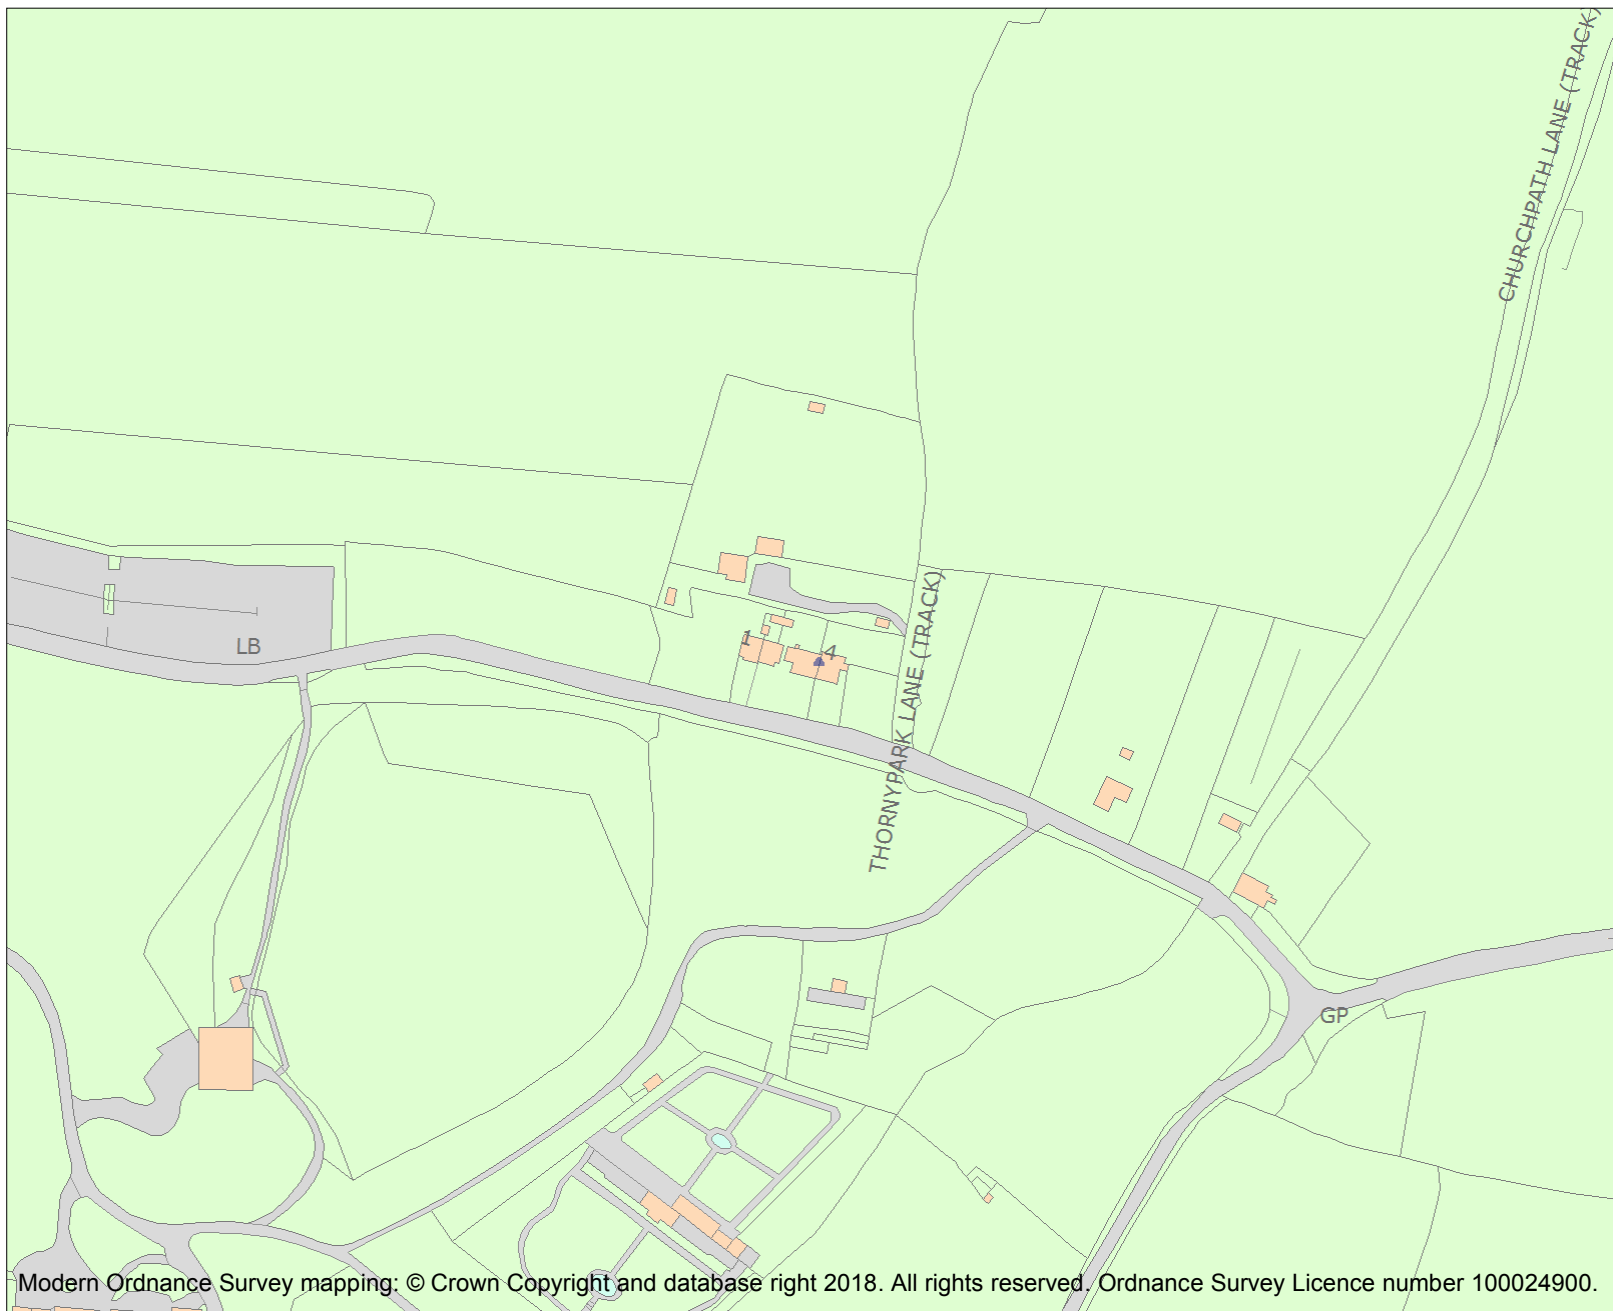 CHURCHPATH LANE (TRACK)
THORNYPARK LANE (TRACK)
LB
1
4
GP
Modern Ordnance Survey mapping: © Crown Copyright and database right 2018. All rights reserved. Ordnance Survey Licence number 100024900.